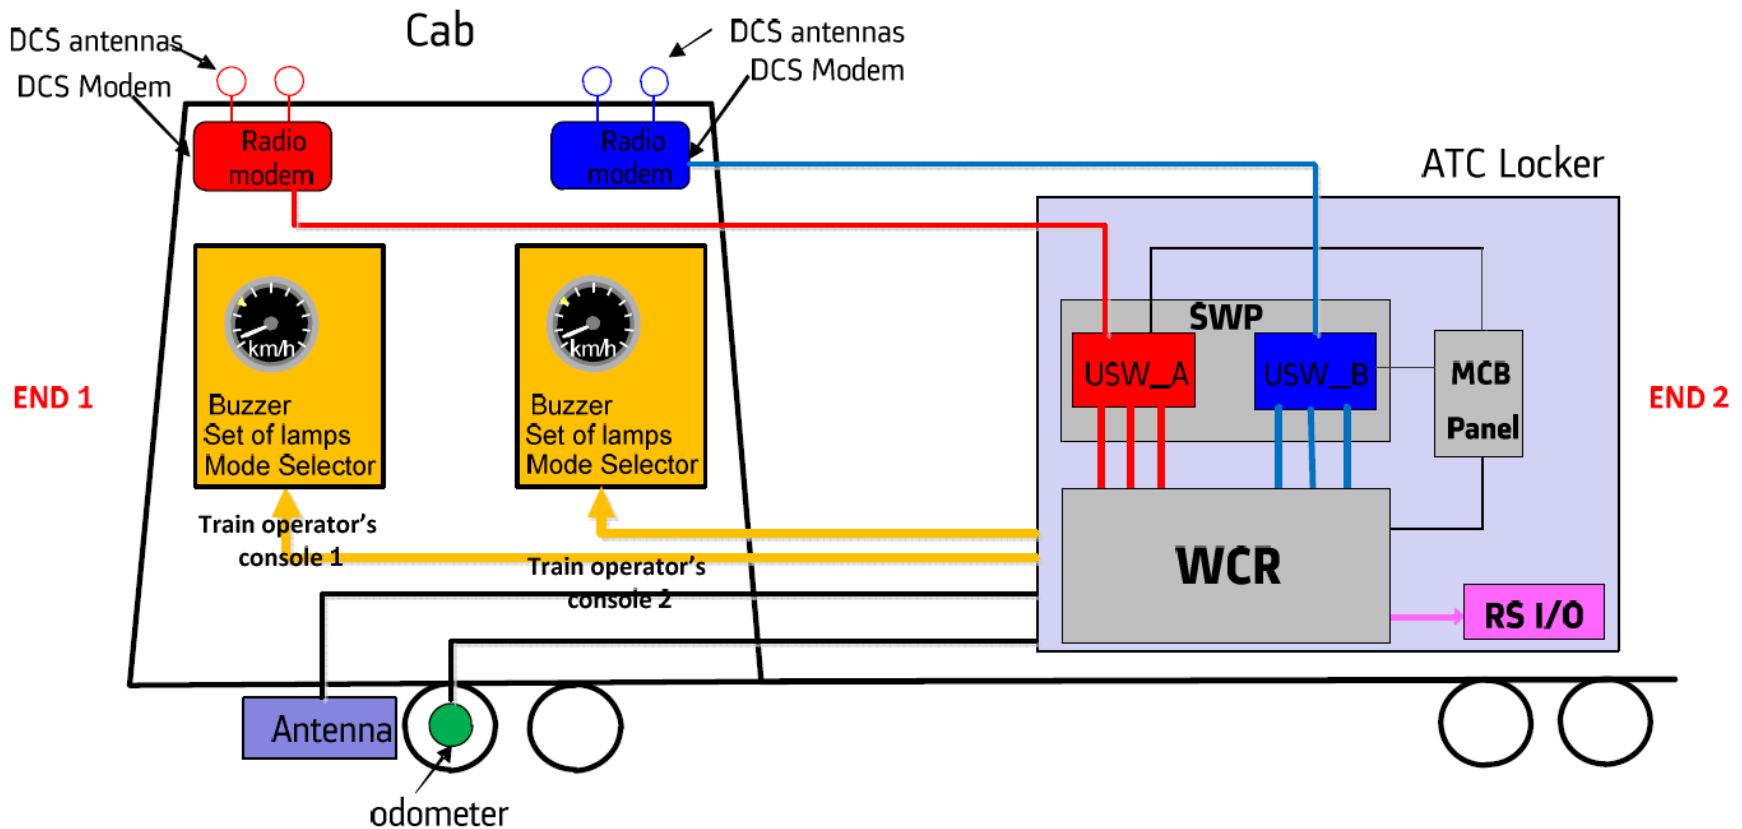 Cab
DCS antennas
DCS Modem
DCS antennas
DCS Modem
Radio
modem
Radio
modem
ATC Locker
SWP
USW_A
USW_B
MCB
Panel
km/h
Buzzer
Set of lamps
Mode Selector
km/h
Buzzer
Set of lamps
Mode Selector
END 1
END 2
Train operator's
console 1
Train operator's
console 2
WCR
RS I/O
Antenna
odometer